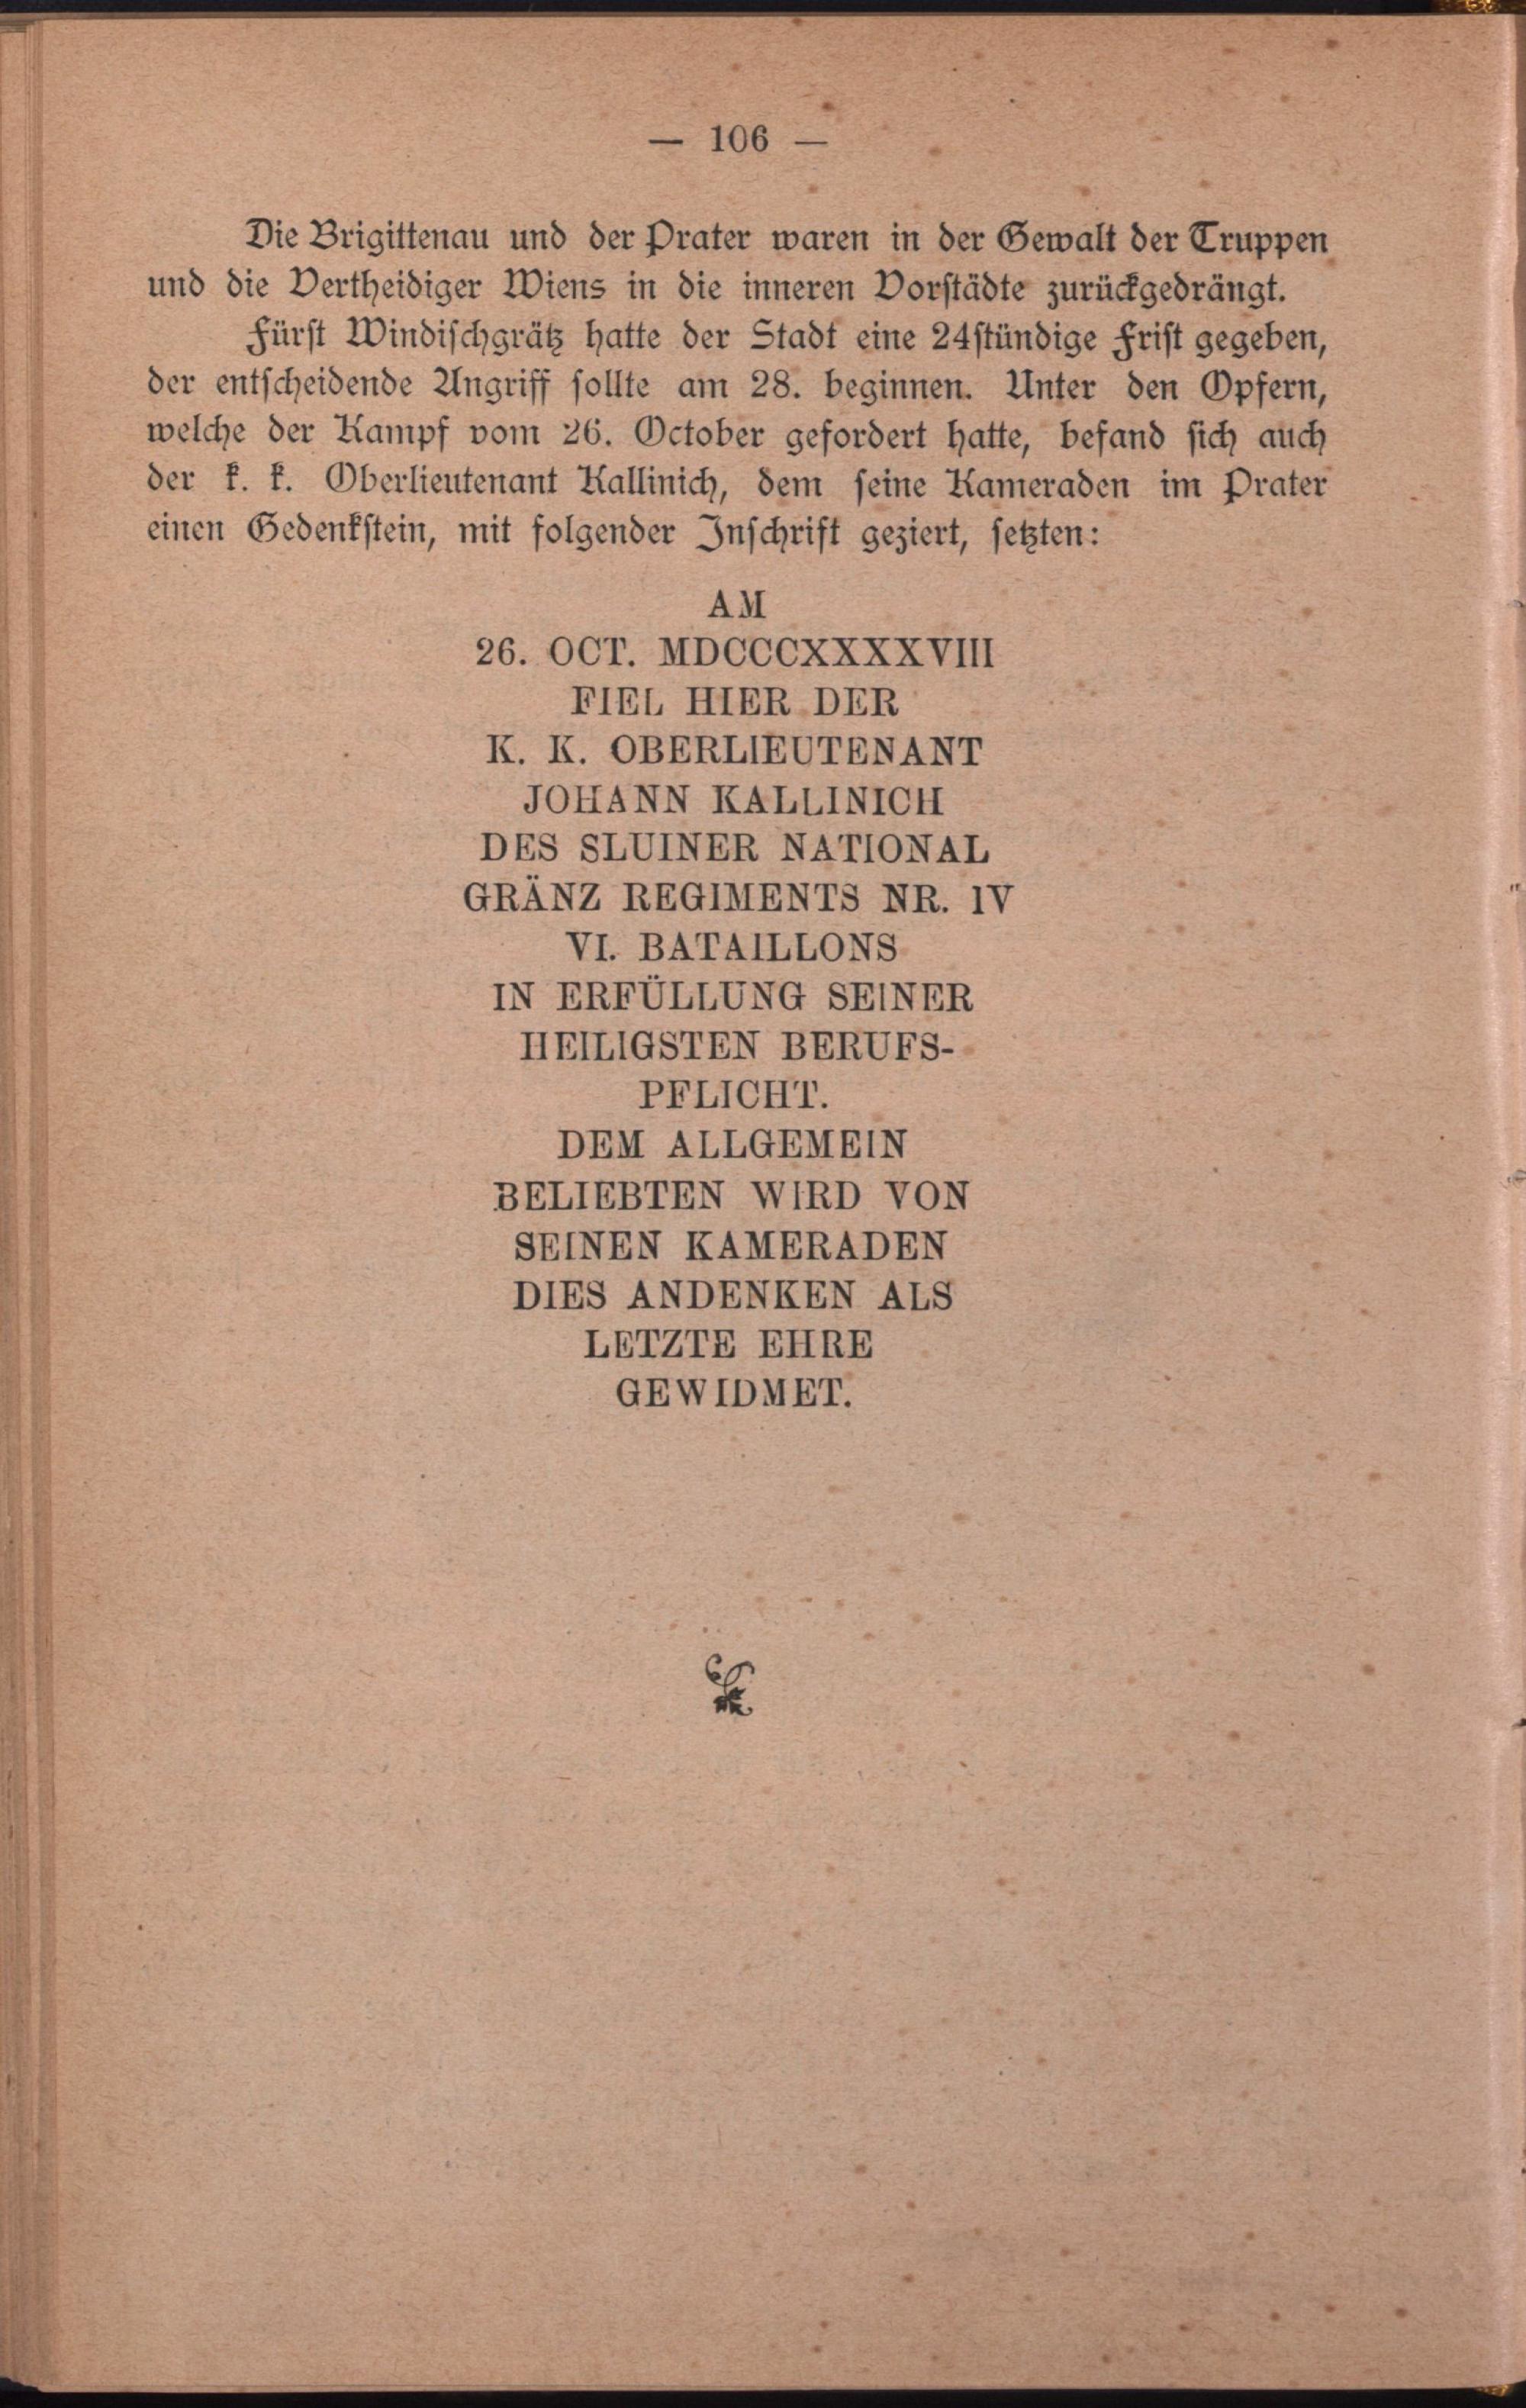 — 106 —
Die Brigittenau und der Prater waren in der Gewalt der Truppen
und die Vertheidiger Wiens in die inneren Vorstädte zurückgedrängt.
Fürst Windischgrätz hatte der Stadt eine 24stündige Frist gegeben,
der entscheidende Angriff sollte am 28. beginnen. Unter den Opfern,
welche der Kampf vom 26. October gefordert hatte, befand sich auch
der k. k. Oberlieutenant Kallinich, dem seine Kameraden im Prater
einen Gedenkstein, mit folgender Inschrift geziert, setzten:
AM
26. OCT. MDCCCXXXXVIII
FIEL HIER DER
K. K. OBERLIEUTENANT
JOHANN KALLINICH
DES SLUINER NATIONAL
GRÄNZ REGIMENTS NR. IV
VI. BATAILLONS
IN ERFÜLLUNG SEINER
HEILIGSTEN BERUFS-
PFLICHT.
DEM ALLGEMEIN
BELIEBTEN WIRD VON
SEINEN KAMERADEN
DIES ANDENKEN ALS
LETZTE EHRE
GEWIDMET.